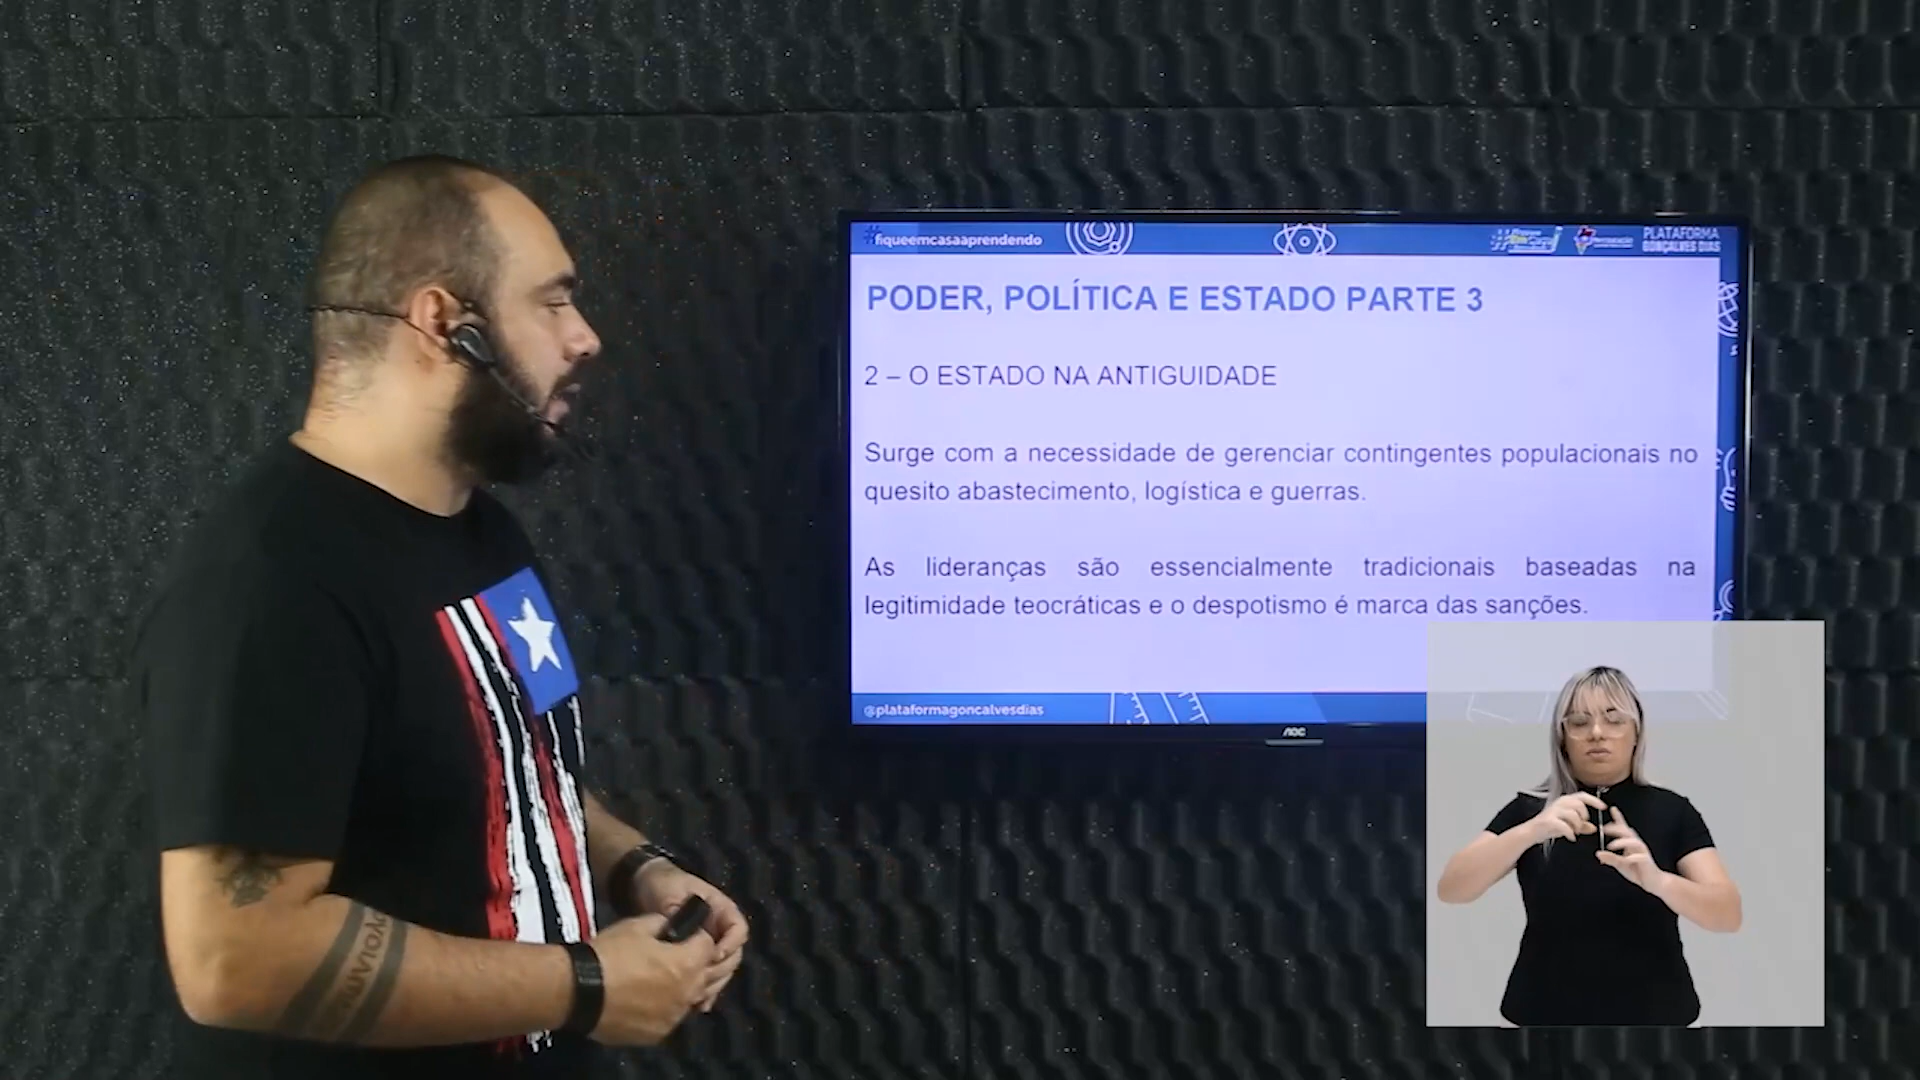 #fiqueemcasaaprendendo
PLATAFORMA
GONÇALVES DIAS
PODER, POLÍTICA E ESTADO PARTE 3
2 – O ESTADO NA ANTIGUIDADE
Surge com a necessidade de gerenciar contingentes populacionais no
quesito abastecimento, logística e guerras.
As lideranças são essencialmente tradicionais baseadas na
legitimidade teocráticas e o despotismo é marca das sanções.
@plataformagoncalvesdias
AOC